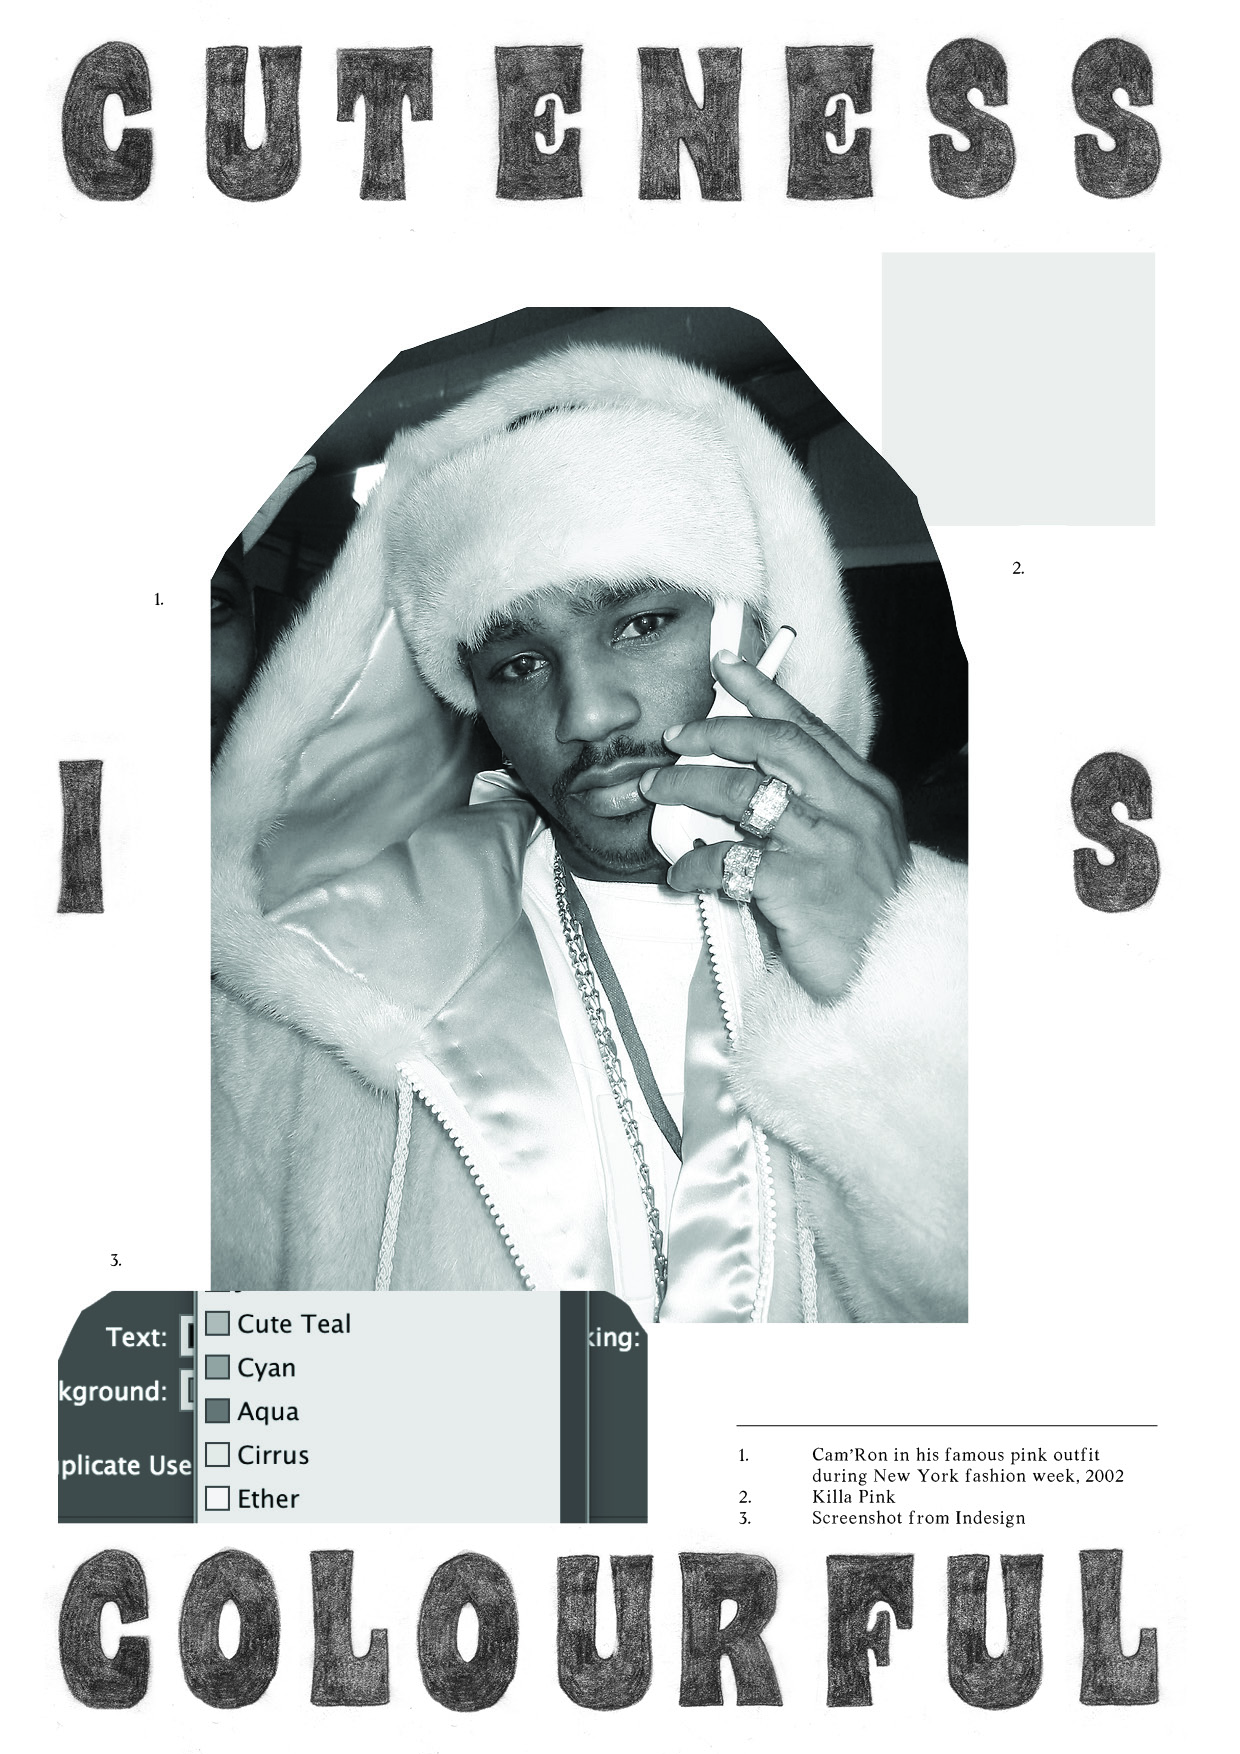 CUTENESS
2.
1.
I S
3.
Text:
king:
Cute Teal
Cyan
kground:
Aqua
Cirrus
plicate Use
Ether
1. Cam’Ron in his famous pink outfit
during New York fashion week, 2002
2. Killa Pink
3. Screenshot from Indesign
COLOURFUL